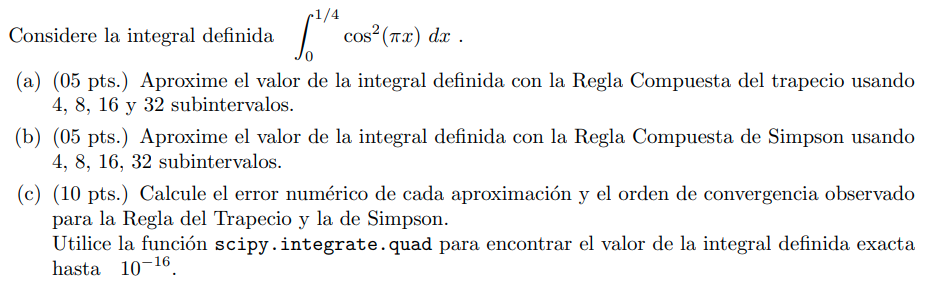 Considere la integral definida ∫₀^{1/4} cos²(πx) dx .
(a) (05 pts.) Aproxime el valor de la integral definida con la Regla Compuesta del trapecio usando
4, 8, 16 y 32 subintervalos.
(b) (05 pts.) Aproxime el valor de la integral definida con la Regla Compuesta de Simpson usando
4, 8, 16, 32 subintervalos.
(c) (10 pts.) Calcule el error numérico de cada aproximación y el orden de convergencia observado
para la Regla del Trapecio y la de Simpson.
Utilice la función scipy.integrate.quad para encontrar el valor de la integral definida exacta
hasta 10⁻¹⁶.